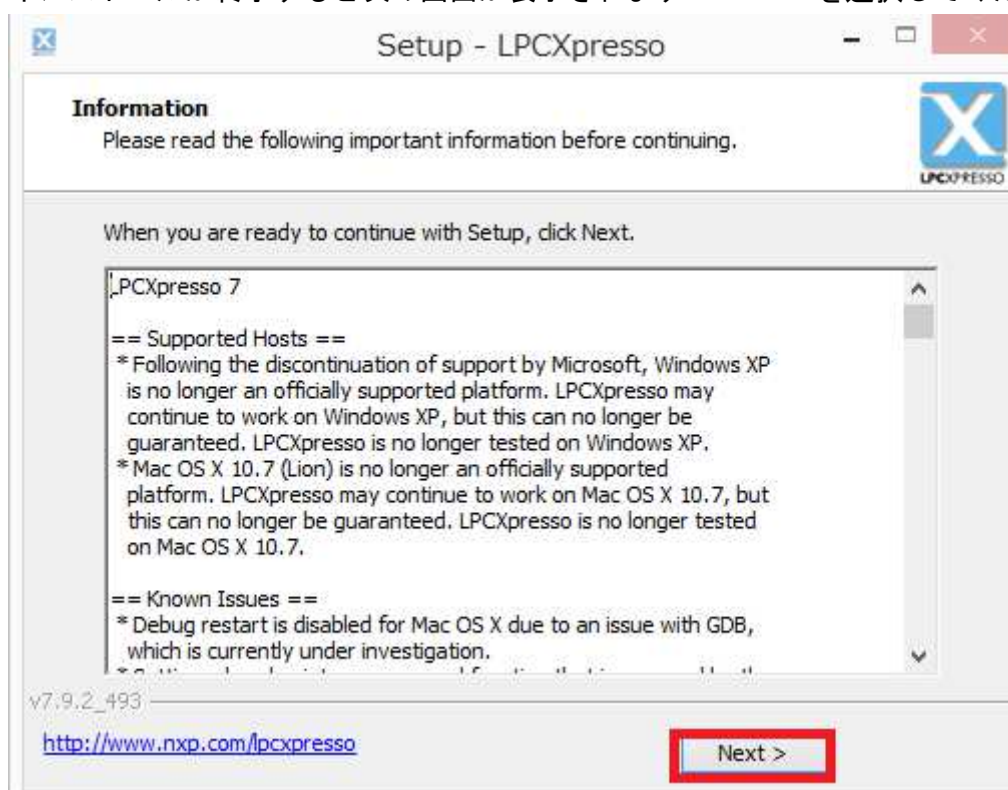 Setup - LPCXpresso
Information
Please read the following important information before continuing.
LPCXPRESSO
When you are ready to continue with Setup, click Next.
LPCXpresso 7
== Supported Hosts ==
* Following the discontinuation of support by Microsoft, Windows XP
is no longer an officially supported platform. LPCXpresso may
continue to work on Windows XP, but this can no longer be
guaranteed. LPCXpresso is no longer tested on Windows XP.
* Mac OS X 10.7 (Lion) is no longer an officially supported
platform. LPCXpresso may continue to work on Mac OS X 10.7, but
this can no longer be guaranteed. LPCXpresso is no longer tested
on Mac OS X 10.7.
== Known Issues ==
* Debug restart is disabled for Mac OS X due to an issue with GDB,
which is currently under investigation.
v7.9.2_493
http://www.nxp.com/lpcxpresso
Next >